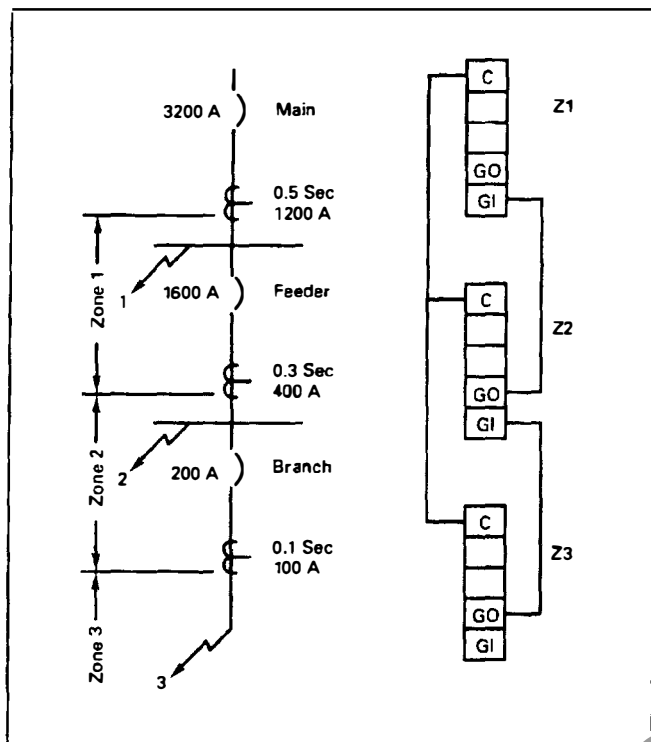 3200 A Main
0.5 Sec
1200 A
Zone 1
1
1600 A Feeder
0.3 Sec
400 A
Zone 2
2
200 A Branch
0.1 Sec
100 A
Zone 3
3
C
Z1
GO
GI
C
Z2
GO
GI
C
Z3
GO
GI